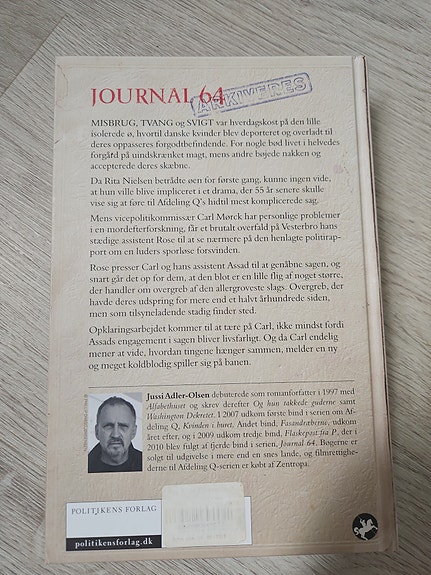 JOURNAL 64
ARKIVERES
MISBRUG, TVANG og SVIGT var hverdagskost på den lille
isolerede ø, hvortil danske kvinder blev deporteret og overladt til
deres oppasseres forgodtbefindende. For nogle bød livet i helvedes
forgård på uindskrænket magt, mens andre bøjede nakken og
accepterede deres skæbne.
Da Rita Nielsen betrådte øen for første gang, kunne ingen vide,
at hun ville blive impliceret i et drama, der 55 år senere skulle
vise sig at føre til Afdeling Q's hidtil mest komplicerede sag.
Mens vicepolitikommissær Carl Mørck har personlige problemer
i en mordefterforskning, får et brutalt overfald på Vesterbro hans
stædige assistent Rose til at se nærmere på den henlagte politirap-
port om en luders sporløse forsvinden.
Rose presser Carl og hans assistent Assad til at genåbne sagen, og
snart går det op for dem, at den blot er en lille flig af noget større,
der handler om overgreb af den allergroveste slags. Overgreb, der
havde deres udspring for mere end et halvt århundrede siden,
men som tilsyneladende stadig finder sted.
Opklaringsarbejdet kommer til at tære på Carl, ikke mindst fordi
Assads engagement i sagen bliver livsfarligt. Og da Carl endelig
mener at vide, hvordan tingene hænger sammen, melder en ny
og meget koldblodig spiller sig på banen.
Jussi Adler-Olsen debuterede som romanforfatter i 1997 med
Alfabethuset og skrev derefter Og hun takkede guderne samt
Washington Dekretet. I 2007 udkom første bind i serien om Af-
deling Q, Kvinden i buret. Andet bind, Fasandræberne, udkom
året efter, og i 2009 udkom tredje bind, Flaskepost fra P, der i
2010 blev fulgt af fjerde bind i serien, Journal 64. Bøgerne er
solgt til udgivelse i mere end en snes lande, og filmrettighe-
derne til Afdeling Q-serien er købt af Zentropa.
POLITIKENS FORLAG
politikensforlag.dk